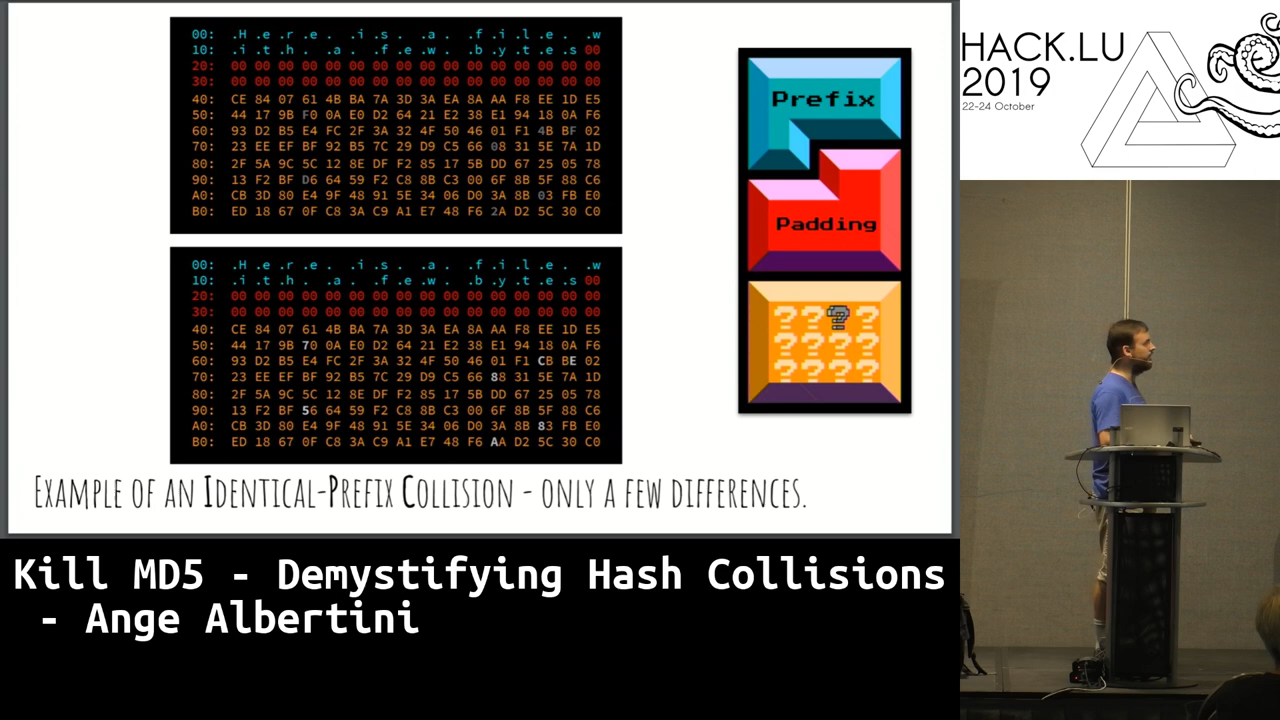 00: .H .e .r .e . .i .s . .a . .f .i .l .e . .w
10: .i .t .h . .a . .f .e .w . .b .y .t .e .s 00
20: 00 00 00 00 00 00 00 00 00 00 00 00 00 00 00 00
30: 00 00 00 00 00 00 00 00 00 00 00 00 00 00 00 00
40: CE 84 07 61 4B BA 7A 3D 3A EA 8A AA F8 EE 1D E5
50: 44 17 9B F0 0A E0 D2 64 21 E2 38 E1 94 18 0A F6
60: 93 D2 B5 E4 FC 2F 3A 32 4F 50 46 01 F1 4B BF 02
70: 23 EE EF BF 92 B5 7C 29 D9 C5 66 08 31 5E 7A 1D
80: 2F 5A 9C 5C 12 8E DF F2 85 17 5B DD 67 25 05 78
90: 13 F2 BF D6 64 59 F2 C8 8B C3 00 6F 8B 5F 88 C6
A0: CB 3D 80 E4 9F 48 91 5E 34 06 D0 3A 8B 03 FB E0
B0: ED 18 67 0F C8 3A C9 A1 E7 48 F6 2A D2 5C 30 C0
00: .H .e .r .e . .i .s . .a . .f .i .l .e . .w
10: .i .t .h . .a . .f .e .w . .b .y .t .e .s 00
20: 00 00 00 00 00 00 00 00 00 00 00 00 00 00 00 00
30: 00 00 00 00 00 00 00 00 00 00 00 00 00 00 00 00
40: CE 84 07 61 4B BA 7A 3D 3A EA 8A AA F8 EE 1D E5
50: 44 17 9B 70 0A E0 D2 64 21 E2 38 E1 94 18 0A F6
60: 93 D2 B5 E4 FC 2F 3A 32 4F 50 46 01 F1 CB BE 02
70: 23 EE EF BF 92 B5 7C 29 D9 C5 66 88 31 5E 7A 1D
80: 2F 5A 9C 5C 12 8E DF F2 85 17 5B DD 67 25 05 78
90: 13 F2 BF 56 64 59 F2 C8 8B C3 00 6F 8B 5F 88 C6
A0: CB 3D 80 E4 9F 48 91 5E 34 06 D0 3A 8B 83 FB E0
B0: ED 18 67 0F C8 3A C9 A1 E7 48 F6 AA D2 5C 30 C0
Prefix
Padding
? ? ? ?
? ? ? ?
? ? ? ?
Example of an Identical-Prefix Collision - only a few differences.
HACK.LU
2019
22-24 October
Kill MD5 - Demystifying Hash Collisions
- Ange Albertini